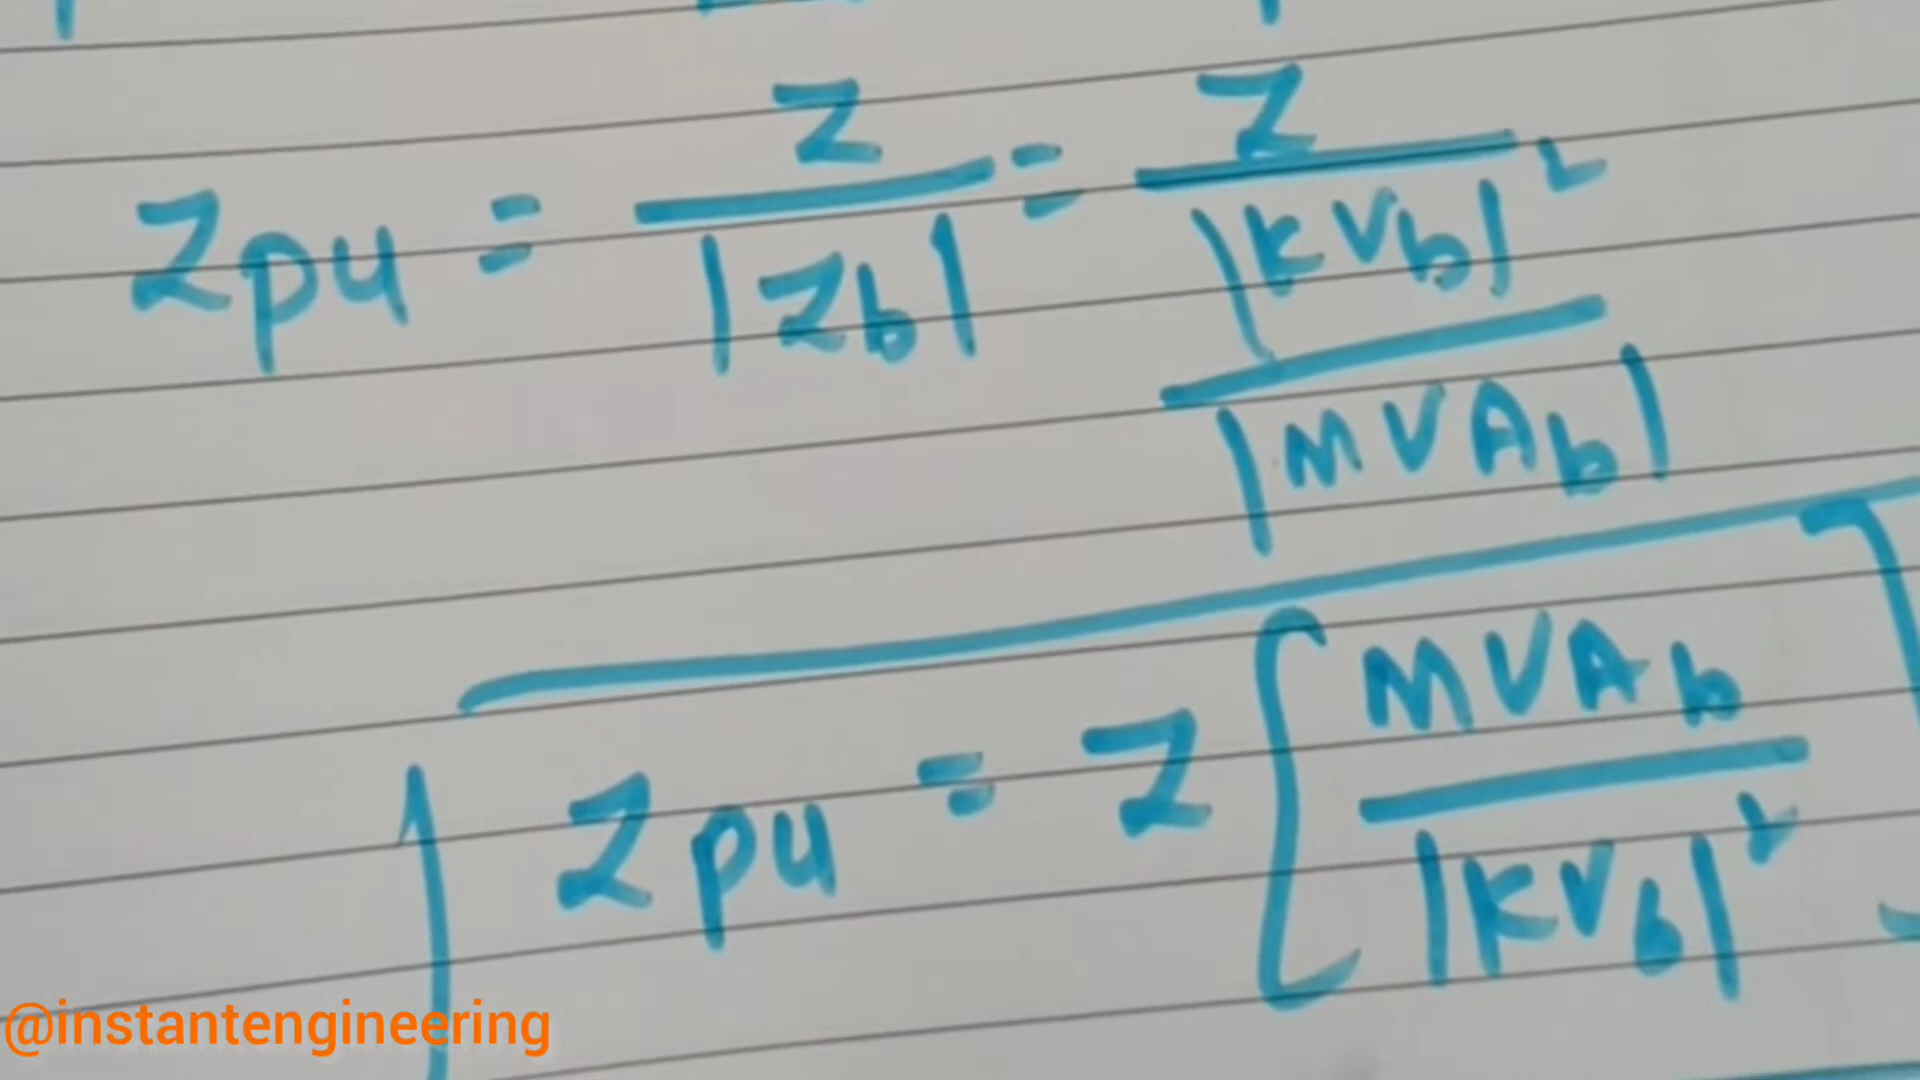 Zpu = Z / |Zb| = Z / (|KVb|² / |MVAb|)
Zpu = Z [MVAb / |KVb|²]
@instantengineering